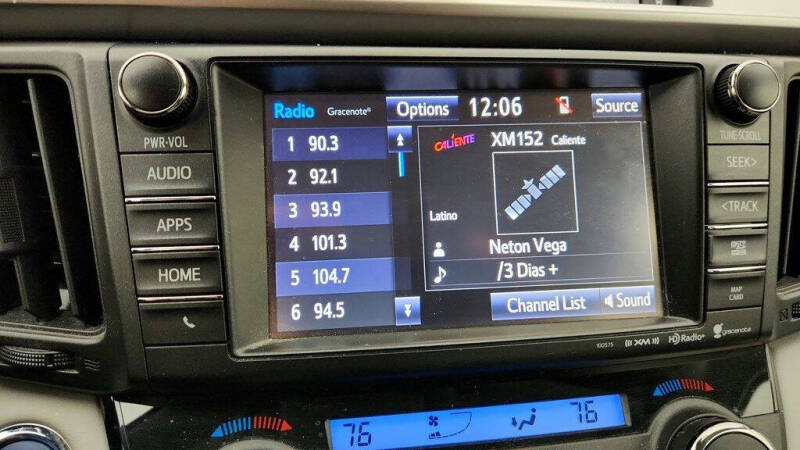 Radio Gracenote® Options 12:06 Source
1 90.3
2 92.1
3 93.9
4 101.3
5 104.7
6 94.5
CALIENTE XM152 Caliente
Latino
Neton Vega
/3 Dias +
Channel List Sound
PWR-VOL
AUDIO
APPS
HOME
TUNE-SCROLL
SEEK>
<TRACK
MAP
CARD
100575 ((XM)) HD Radio gracenote
76 76